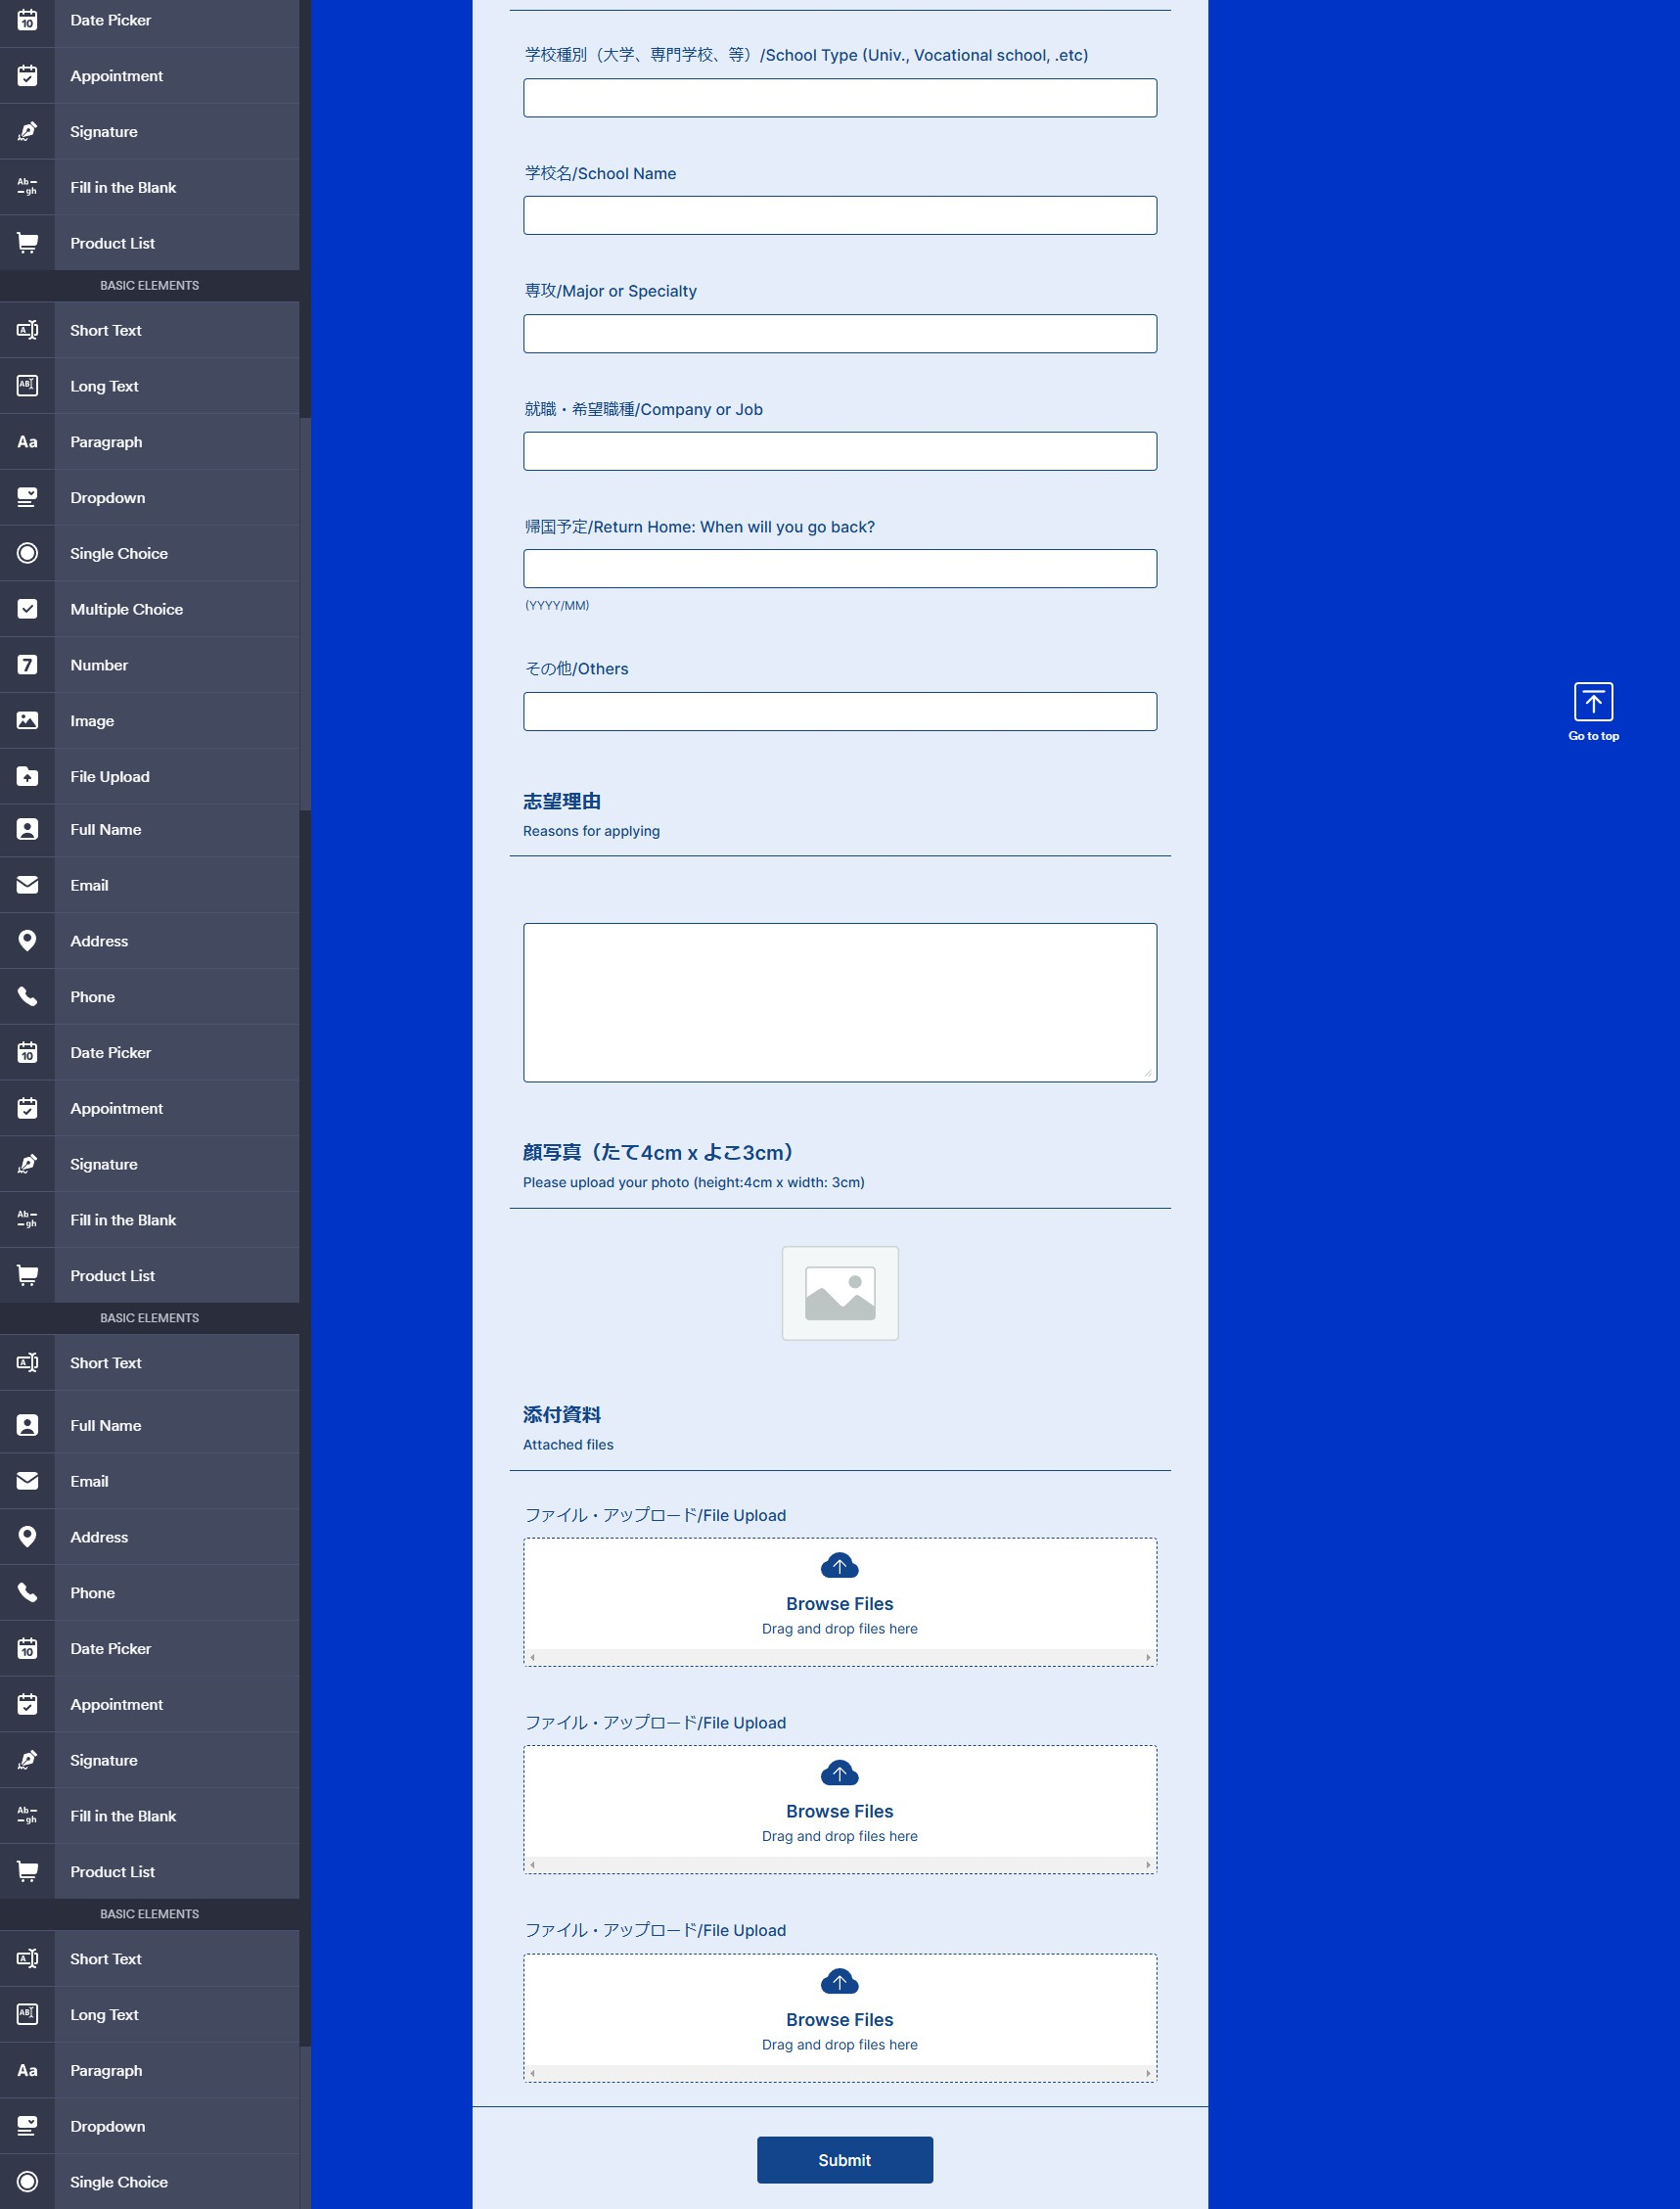 Date Picker
Appointment
Signature
Fill in the Blank
Product List
BASIC ELEMENTS
Short Text
Long Text
Paragraph
Dropdown
Single Choice
Multiple Choice
Number
Image
File Upload
Full Name
Email
Address
Phone
Date Picker
Appointment
Signature
Fill in the Blank
Product List
BASIC ELEMENTS
Short Text
Full Name
Email
Address
Phone
Date Picker
Appointment
Signature
Fill in the Blank
Product List
BASIC ELEMENTS
Short Text
Long Text
Paragraph
Dropdown
Single Choice
学校種別（大学、専門学校、等）/School Type (Univ., Vocational school, .etc)
学校名/School Name
専攻/Major or Specialty
就職・希望職種/Company or Job
帰国予定/Return Home: When will you go back?
(YYYY/MM)
その他/Others
志望理由
Reasons for applying
顔写真（たて4cm x よこ3cm）
Please upload your photo (height:4cm x width: 3cm)
添付資料
Attached files
ファイル・アップロード/File Upload
Browse Files
Drag and drop files here
ファイル・アップロード/File Upload
Browse Files
Drag and drop files here
ファイル・アップロード/File Upload
Browse Files
Drag and drop files here
Submit
Go to top